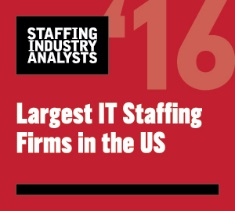 '16
STAFFING
INDUSTRY
ANALYSTS
Largest IT Staffing
Firms in the US